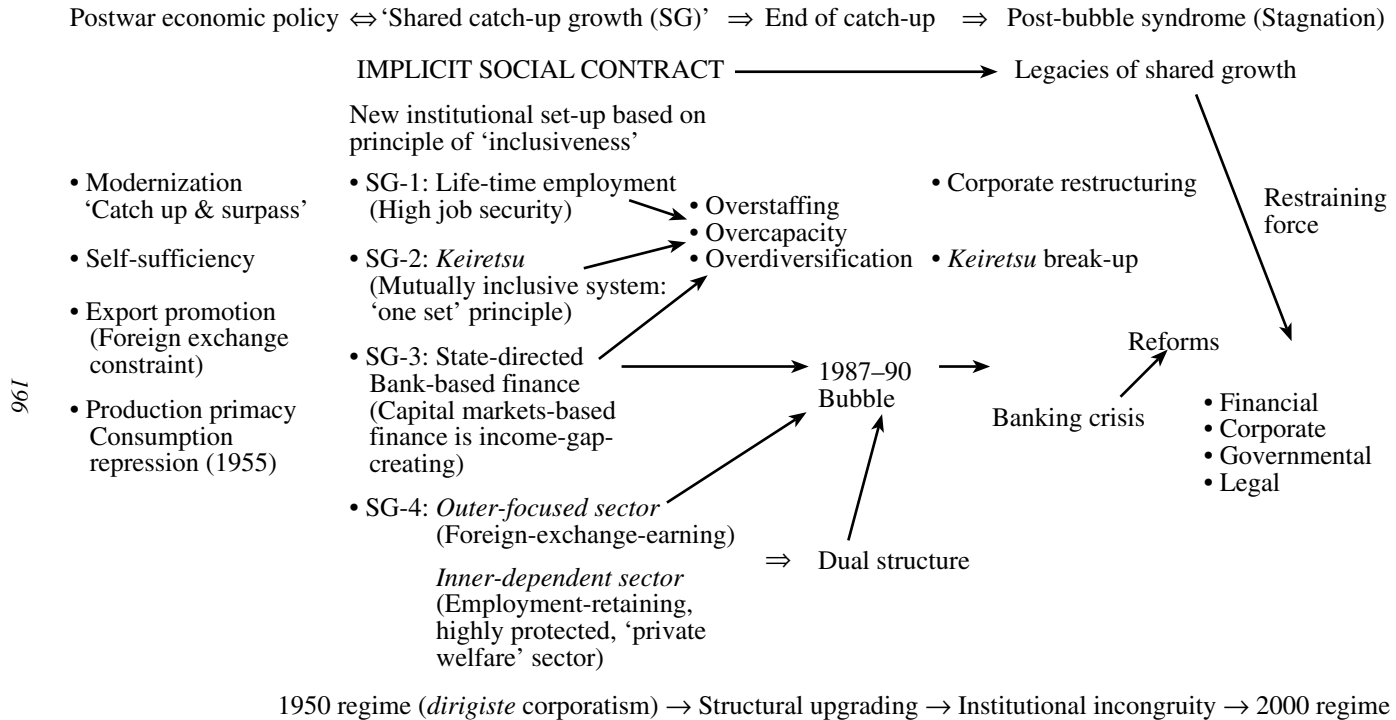 Postwar economic policy ⇔ ‘Shared catch-up growth (SG)’ ⇒ End of catch-up ⇒ Post-bubble syndrome (Stagnation)
IMPLICIT SOCIAL CONTRACT
Legacies of shared growth
New institutional set-up based on
principle of ‘inclusiveness’
• Modernization
‘Catch up & surpass’
• Self-sufficiency
• Export promotion
(Foreign exchange
constraint)
• Production primacy
Consumption
repression (1955)
• SG-1: Life-time employment
(High job security)
• SG-2: Keiretsu
(Mutually inclusive system:
‘one set’ principle)
• SG-3: State-directed
Bank-based finance
(Capital markets-based
finance is income-gap-
creating)
• SG-4: Outer-focused sector
(Foreign-exchange-earning)
Inner-dependent sector
(Employment-retaining,
highly protected, ‘private
welfare’ sector)
• Overstaffing
• Overcapacity
• Overdiversification
1987–90
Bubble
⇒ Dual structure
• Corporate restructuring
• Keiretsu break-up
Restraining
force
Reforms
Banking crisis
• Financial
• Corporate
• Governmental
• Legal
1950 regime (dirigiste corporatism) → Structural upgrading → Institutional incongruity → 2000 regime
196